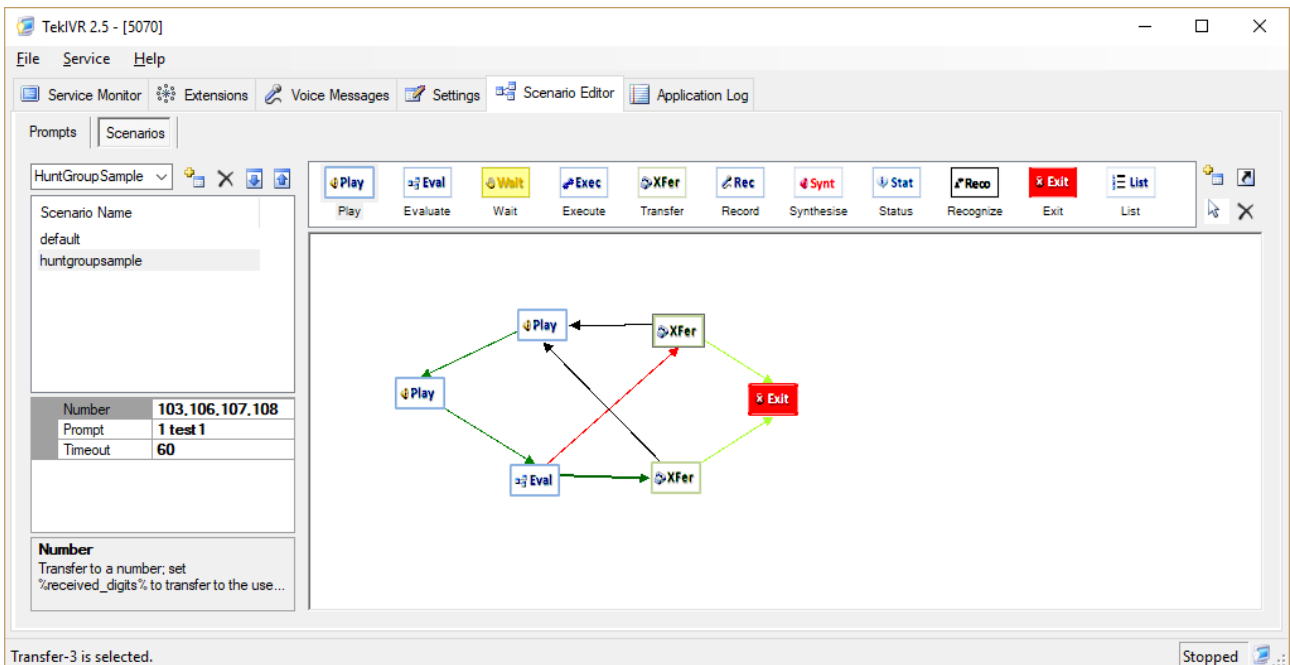 TekIVR 2.5 - [5070]
File Service Help
Service Monitor Extensions Voice Messages Settings Scenario Editor Application Log
Prompts Scenarios
HuntGroupSample
Play Eval Wait Exec XFer Rec Synt Stat Reco Exit List
Play Evaluate Wait Execute Transfer Record Synthesise Status Recognize Exit List
Scenario Name
default
huntgroupsample
Play XFer
Play Exit
Eval XFer
Number 103,106,107,108
Prompt 1 test1
Timeout 60
Number
Transfer to a number; set
%received_digits% to transfer to the use...
Transfer-3 is selected. Stopped